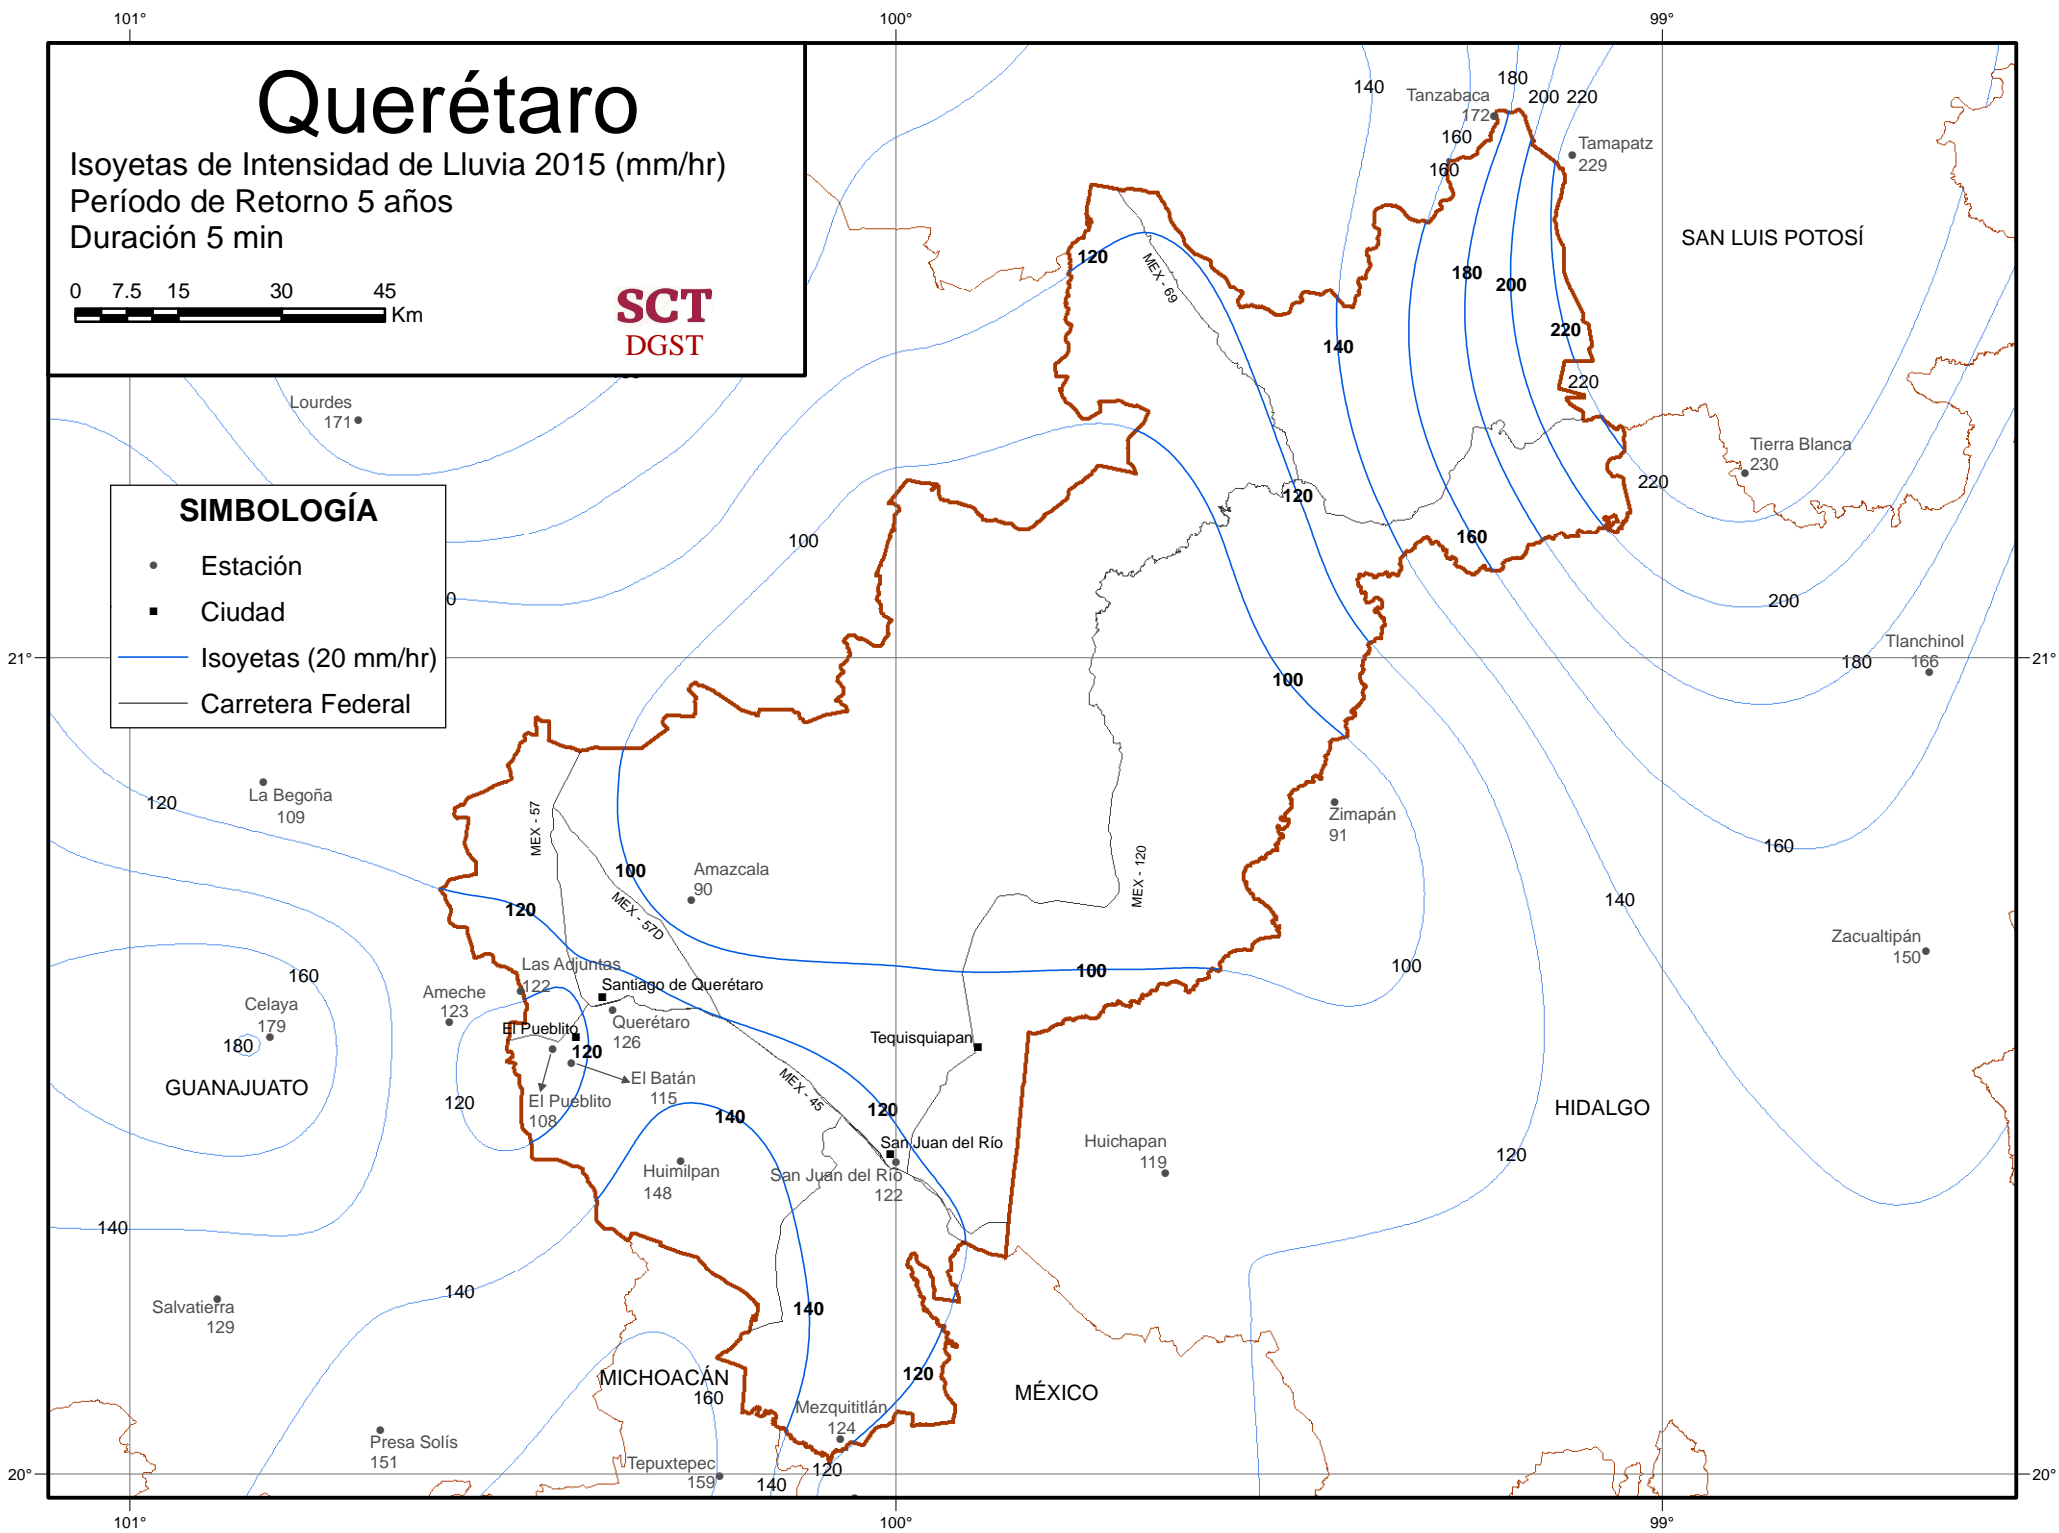 101°
100°
99°
Querétaro
Isoyetas de Intensidad de Lluvia 2015 (mm/hr)
Período de Retorno 5 años
Duración 5 min
0 7.5 15 30 45
Km
SCT
DGST
140
180
Tanzabaca
172
200
220
160
160
Tamapatz
229
SAN LUIS POTOSÍ
120
MEX - 69
180
200
220
140
220
Lourdes
171
Tierra Blanca
230
220
120
160
100
SIMBOLOGÍA
Estación
Ciudad
Isoyetas (20 mm/hr)
Carretera Federal
0
200
Tlanchinol
166
180
21°
21°
100
La Begoña
109
120
MEX - 57
Zimapán
91
160
Amazcala
90
100
MEX - 120
140
120
MEX - 57D
Zacualtipán
150
Las Adjuntas
122
100
100
160
Celaya
179
180
Ameche
123
Santiago de Querétaro
Querétaro
126
El Pueblito
120
Tequisquiapan
GUANAJUATO
El Batán
115
MEX - 45
120
El Pueblito
108
140
120
HIDALGO
San Juan del Río
San Juan del Río
122
Huichapan
119
120
Huimilpan
148
140
140
Salvatierra
129
140
MICHOACÁN
160
120
MÉXICO
Mezquititlán
124
Presa Solís
151
Tepuxtepec
159
120
140
20°
20°
101°
100°
99°